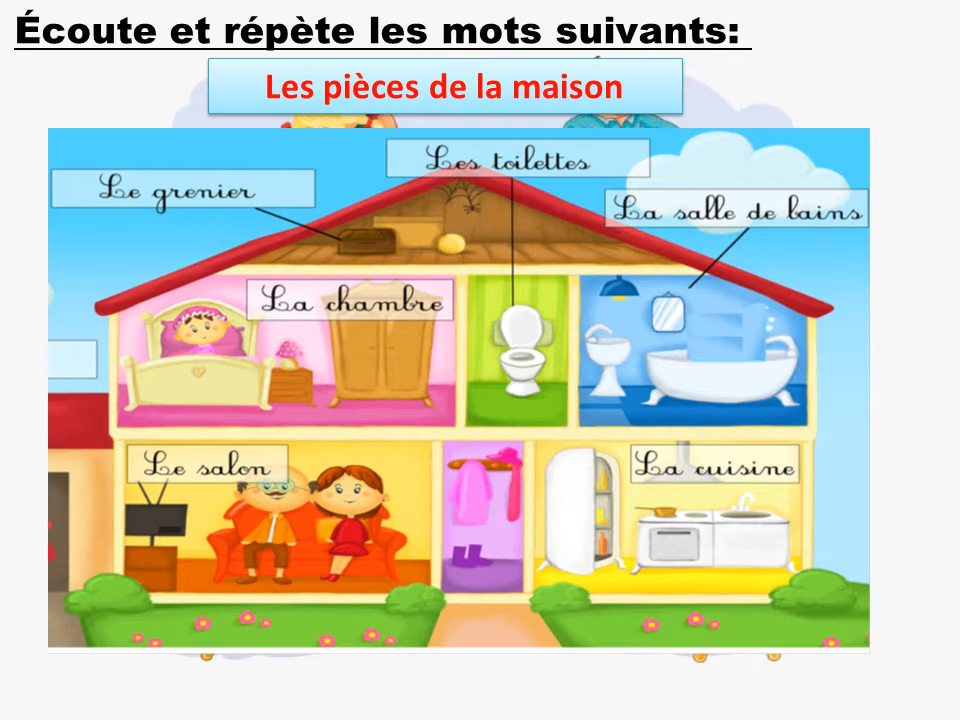 Écoute et répète les mots suivants:
Les pièces de la maison
Les toilettes
Le grenier
La salle de bains
La chambre
Le salon
La cuisine